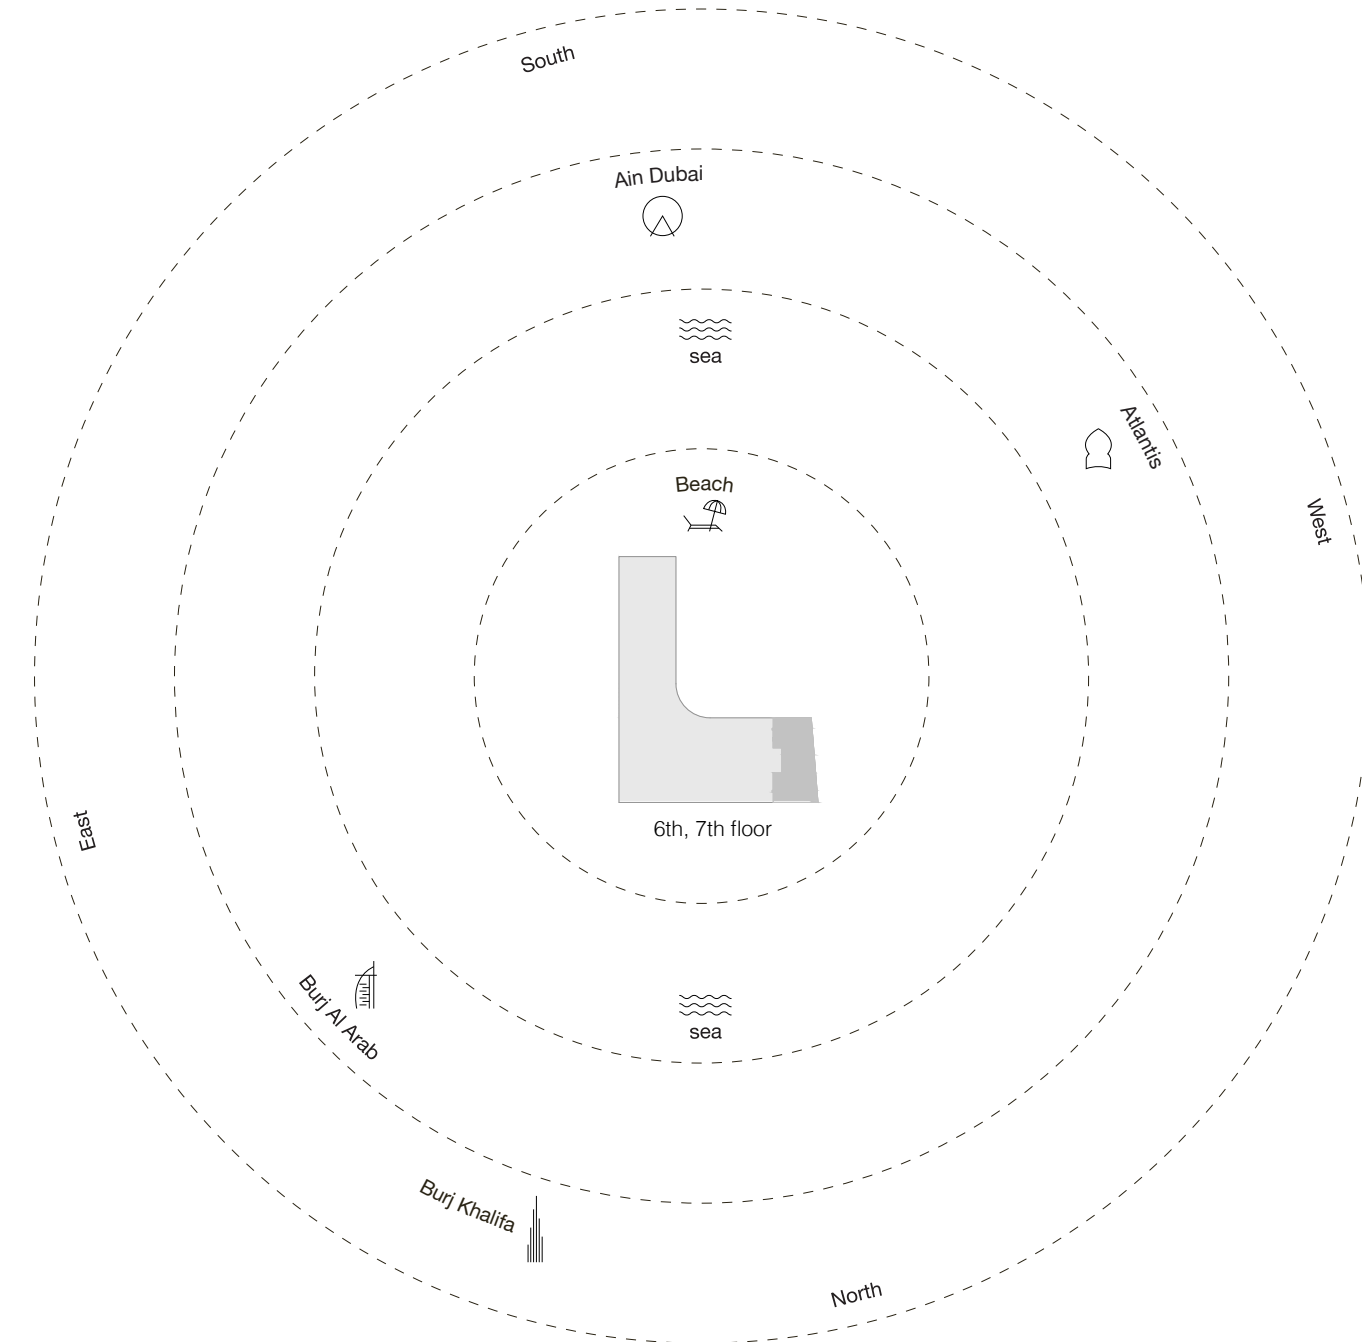 South
Ain Dubai
sea
Atlantis
Beach
West
6th, 7th floor
East
Burj Al Arab
sea
Burj Khalifa
North